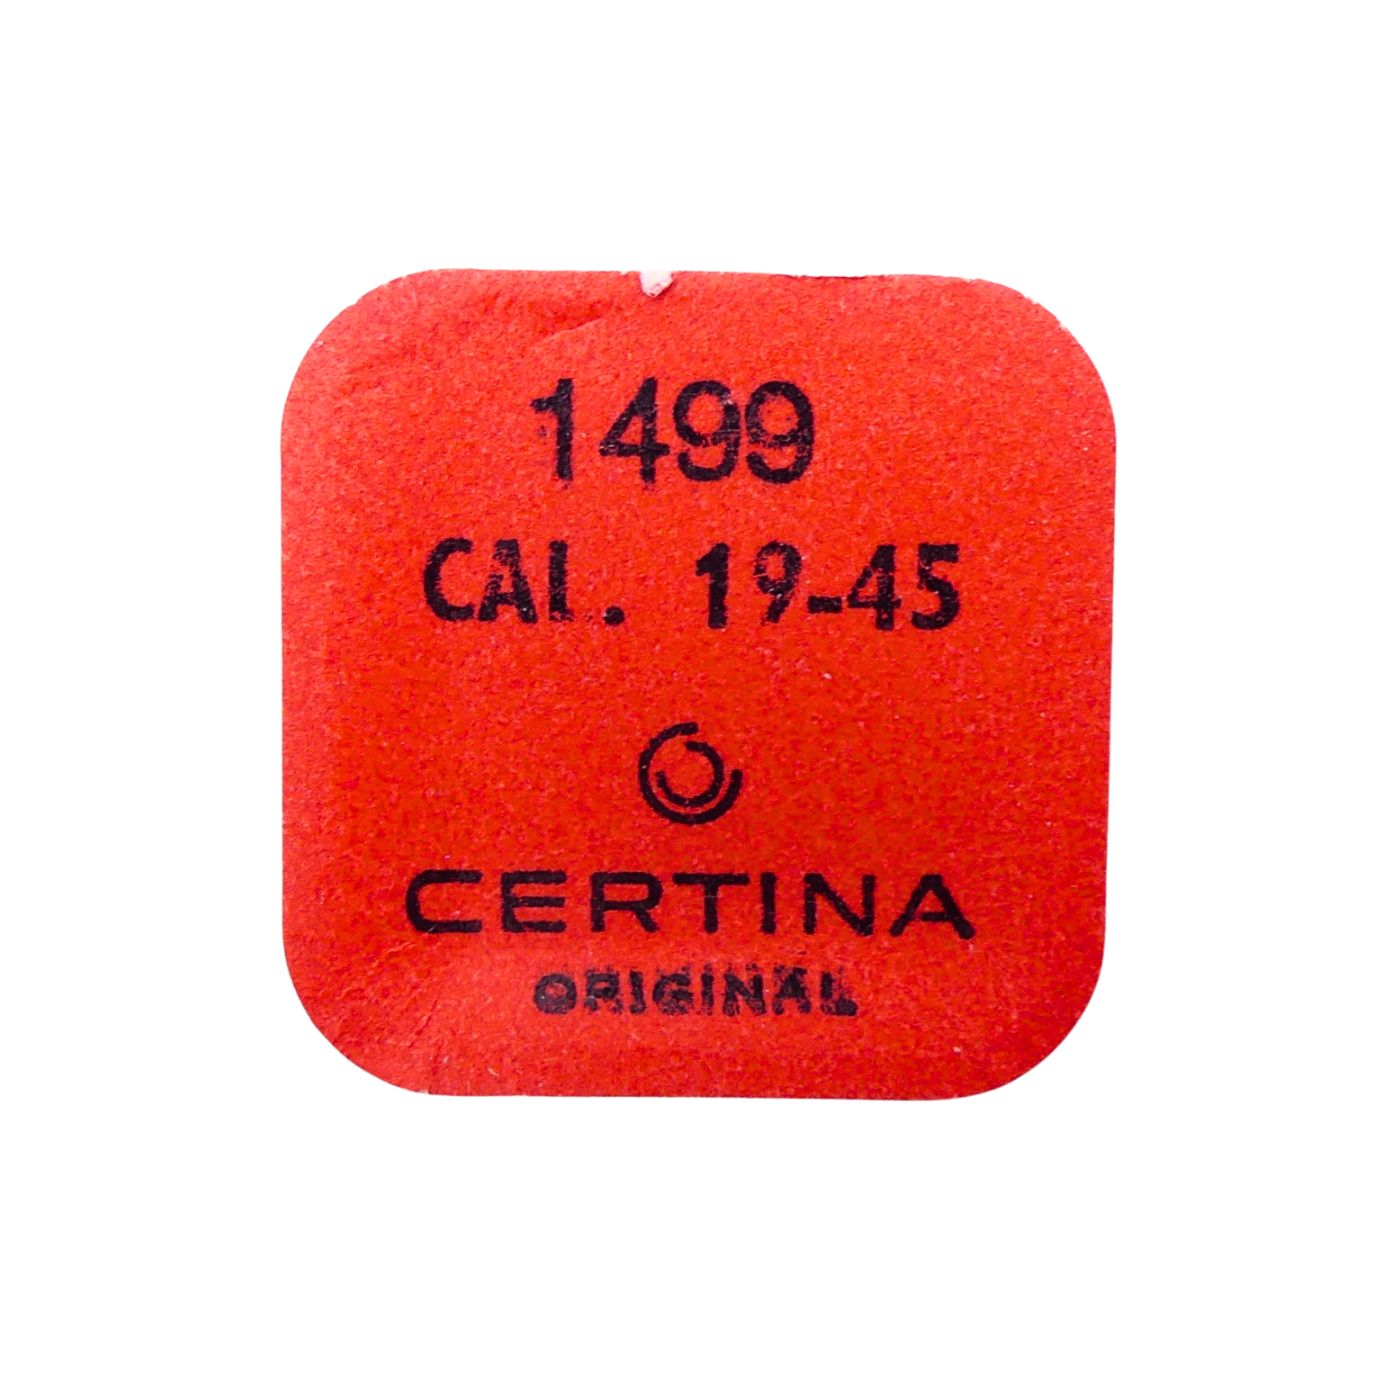 1499
CAL. 19-45
CERTINA
ORIGINAL